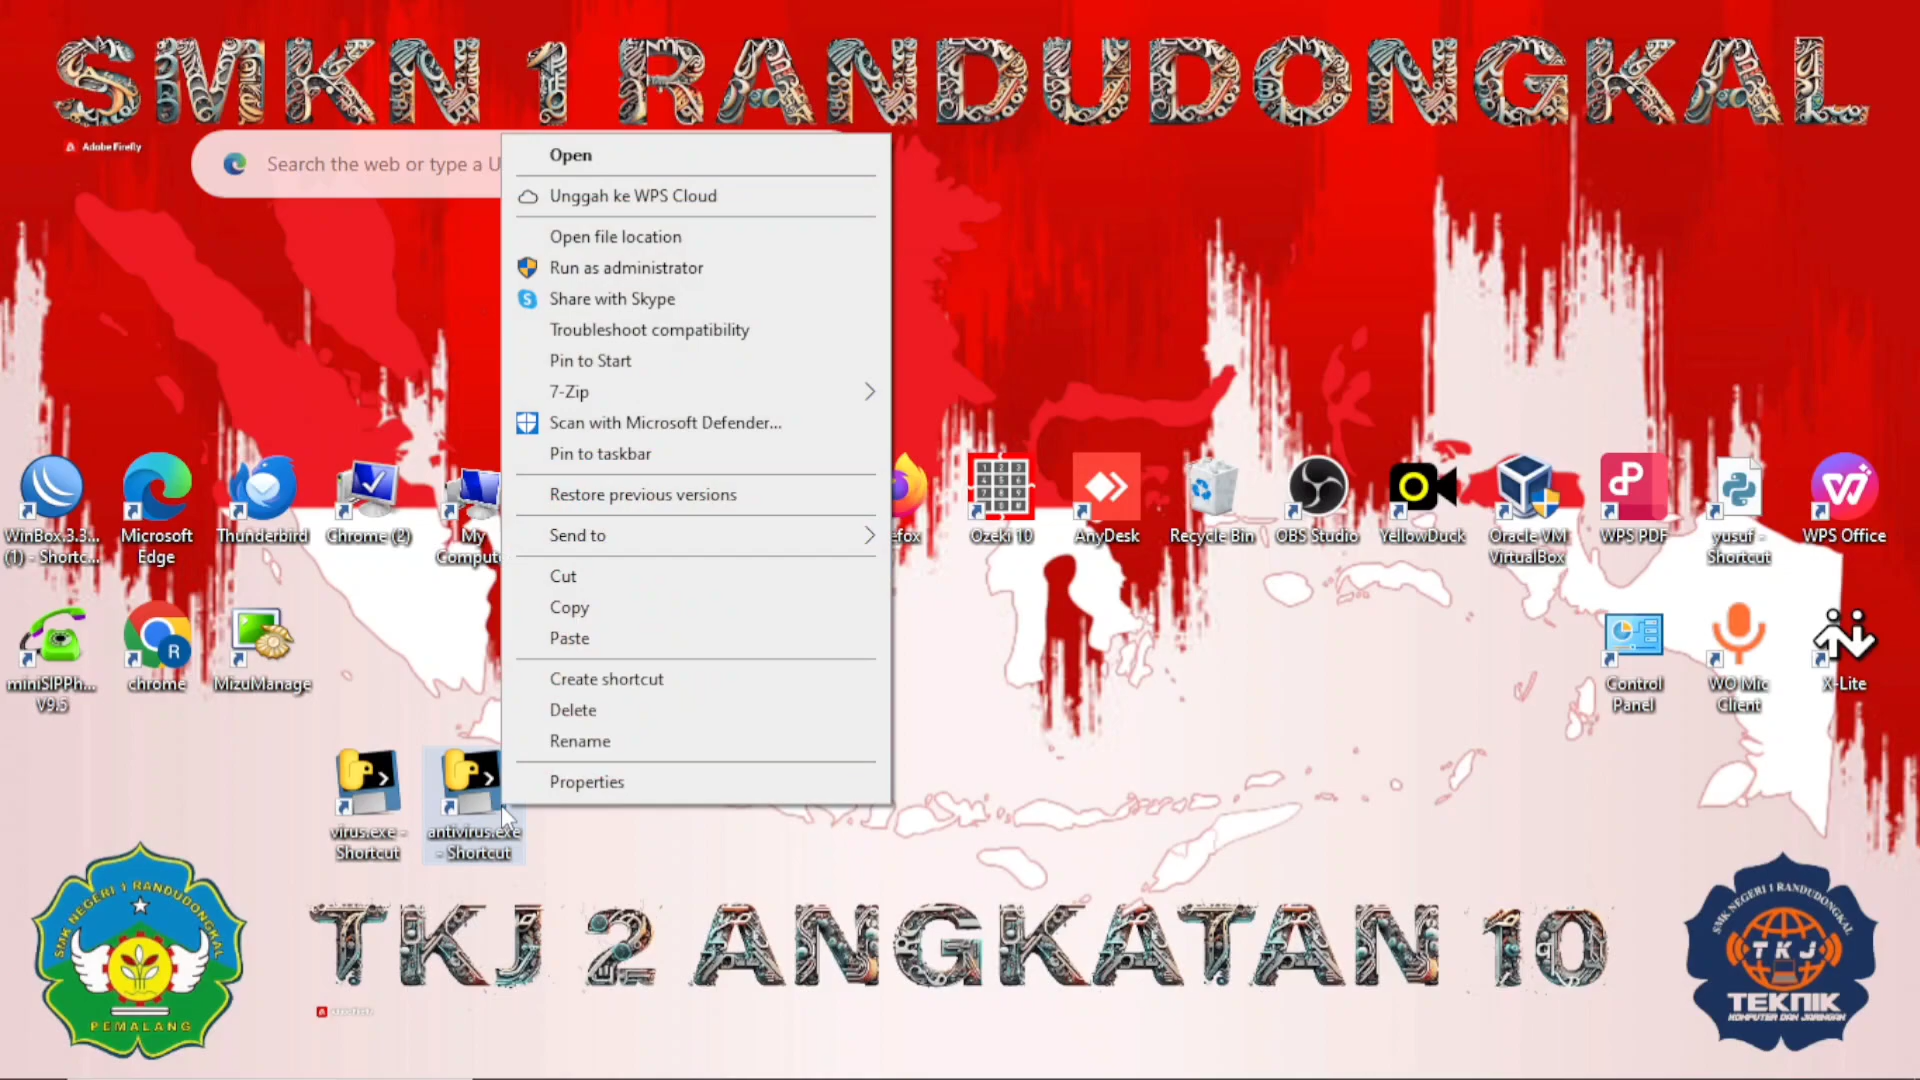 SMKN 1 RANDUDONGKAL
Adobe Firefly
Search the web or type a U
Open
Unggah ke WPS Cloud
Open file location
Run as administrator
Share with Skype
Troubleshoot compatibility
Pin to Start
7-Zip
Scan with Microsoft Defender...
Pin to taskbar
Restore previous versions
Send to
Cut
Copy
Paste
Create shortcut
Delete
Rename
Properties
WinBox.3.3...
(1) - Shortc...
Microsoft
Edge
Thunderbird
Chrome (2)
My
Compute
efox
Ozeki 10
AnyDesk
Recycle Bin
OBS Studio
YellowDuck
Oracle VM
VirtualBox
WPS PDF
yusuf -
Shortcut
WPS Office
miniSIPPh...
V9.5
R
chrome
MizuManage
Control
Panel
WO Mic
Client
X-Lite
virus.exe -
Shortcut
antivirus.exe
- Shortcut
SMK NEGERI 1 RANDUDONGKAL
PEMALANG
TKJ 2 ANGKATAN 10
SMK NEGERI 1 RANDUDONGKAL
TKJ
TEKNIK
KOMPUTER DAN JARINGAN